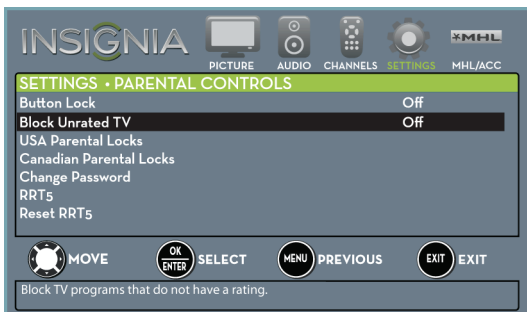 INSIGNIA
PICTURE AUDIO CHANNELS SETTINGS MHL/ACC
MHL
SETTINGS • PARENTAL CONTROLS
Button Lock Off
Block Unrated TV Off
USA Parental Locks
Canadian Parental Locks
Change Password
RRT5
Reset RRT5
MOVE OK ENTER SELECT MENU PREVIOUS EXIT EXIT
Block TV programs that do not have a rating.